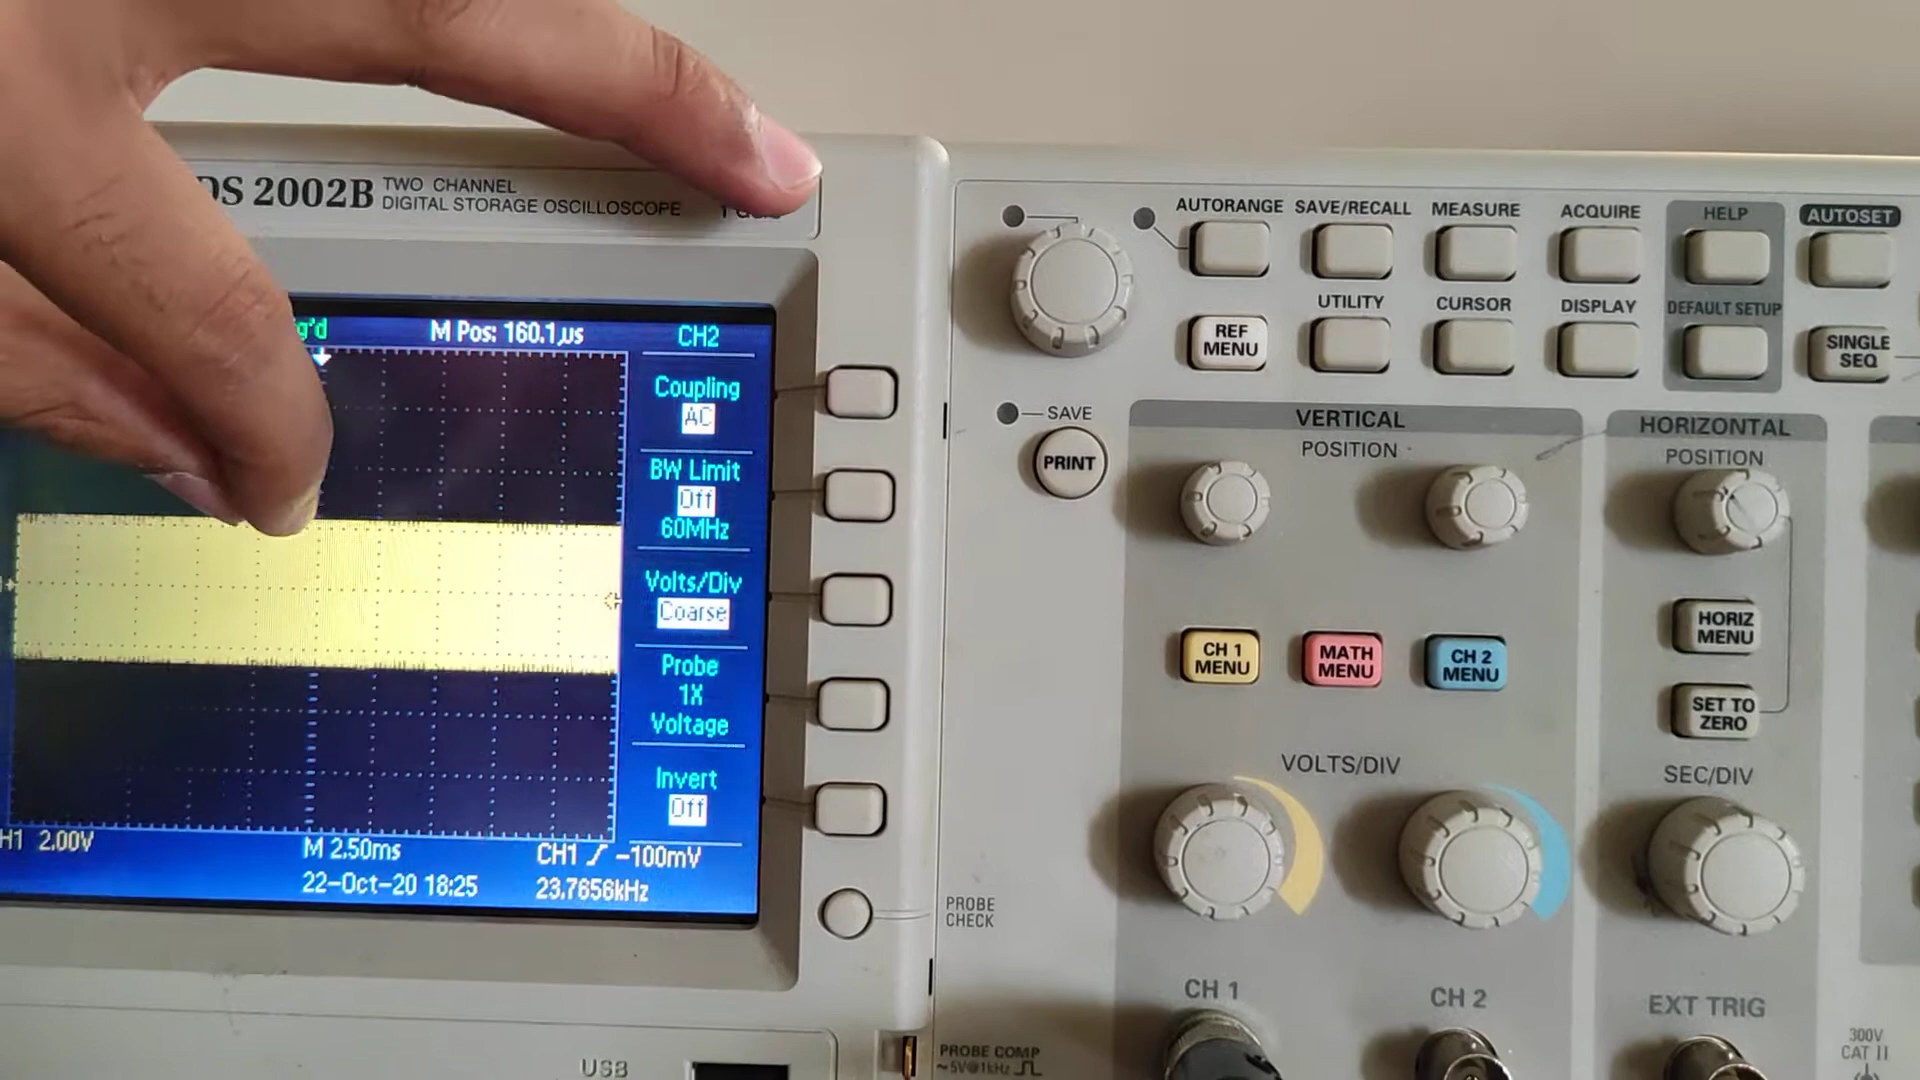 DS 2002B
TWO CHANNEL
DIGITAL STORAGE OSCILLOSCOPE
g'd
M Pos: 160.1µs
CH2
Coupling
AC
BW Limit
Off
60MHz
Volts/Div
Coarse
Probe
1X
Voltage
Invert
Off
H1 2.00V
M 2.50ms
CH1
-100mV
22-Oct-20 18:25
23.7656kHz
AUTORANGE
SAVE/RECALL
MEASURE
ACQUIRE
HELP
AUTOSET
REF
MENU
UTILITY
CURSOR
DISPLAY
DEFAULT SETUP
SINGLE
SEQ
SAVE
PRINT
VERTICAL
POSITION
HORIZONTAL
POSITION
CH 1
MENU
MATH
MENU
CH 2
MENU
HORIZ
MENU
SET TO
ZERO
VOLTS/DIV
SEC/DIV
PROBE
CHECK
CH 1
CH 2
EXT TRIG
300V
CAT II
USB
PROBE COMP
~5V@1kHz